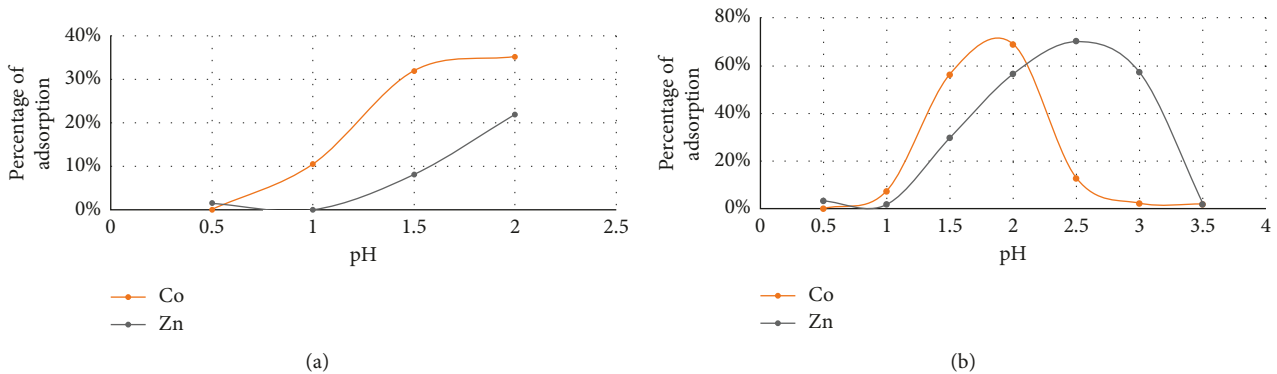 Percentage of
adsorption
40%
30%
20%
10%
0%
0
0.5
1
1.5
2
2.5
pH
Co
Zn
(a)
Percentage of
adsorption
80%
60%
40%
20%
0%
0
0.5
1
1.5
2
2.5
3
3.5
4
pH
Co
Zn
(b)